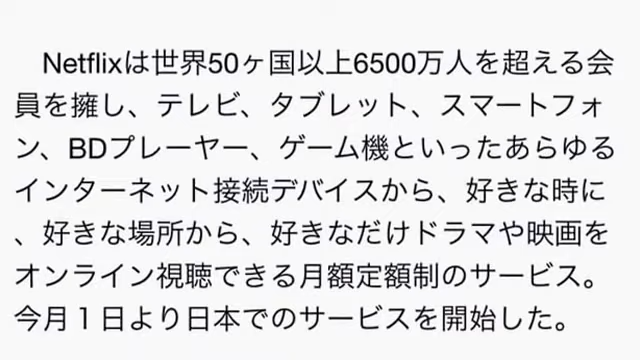 Netflixは世界50ヶ国以上6500万人を超える会
員を擁し、テレビ、タブレット、スマートフォ
ン、BDプレーヤー、ゲーム機といったあらゆる
インターネット接続デバイスから、好きな時に
、好きな場所から、好きなだけドラマや映画を
オンライン視聴できる月額定額制のサービス。
今月１日より日本でのサービスを開始した。